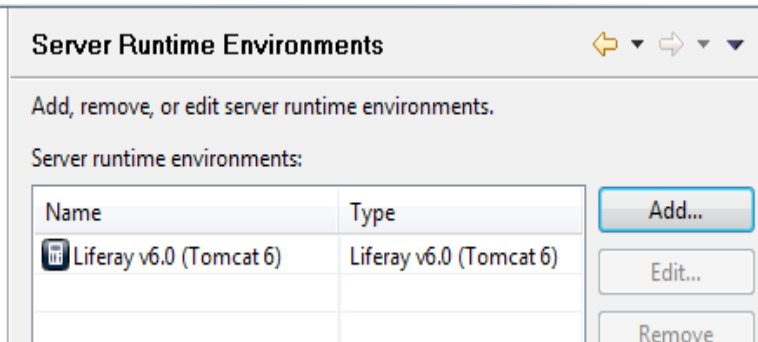 Server Runtime Environments
Add, remove, or edit server runtime environments.
Server runtime environments:
Name Type Add...
Liferay v6.0 (Tomcat 6) Liferay v6.0 (Tomcat 6)
Edit...
Remove